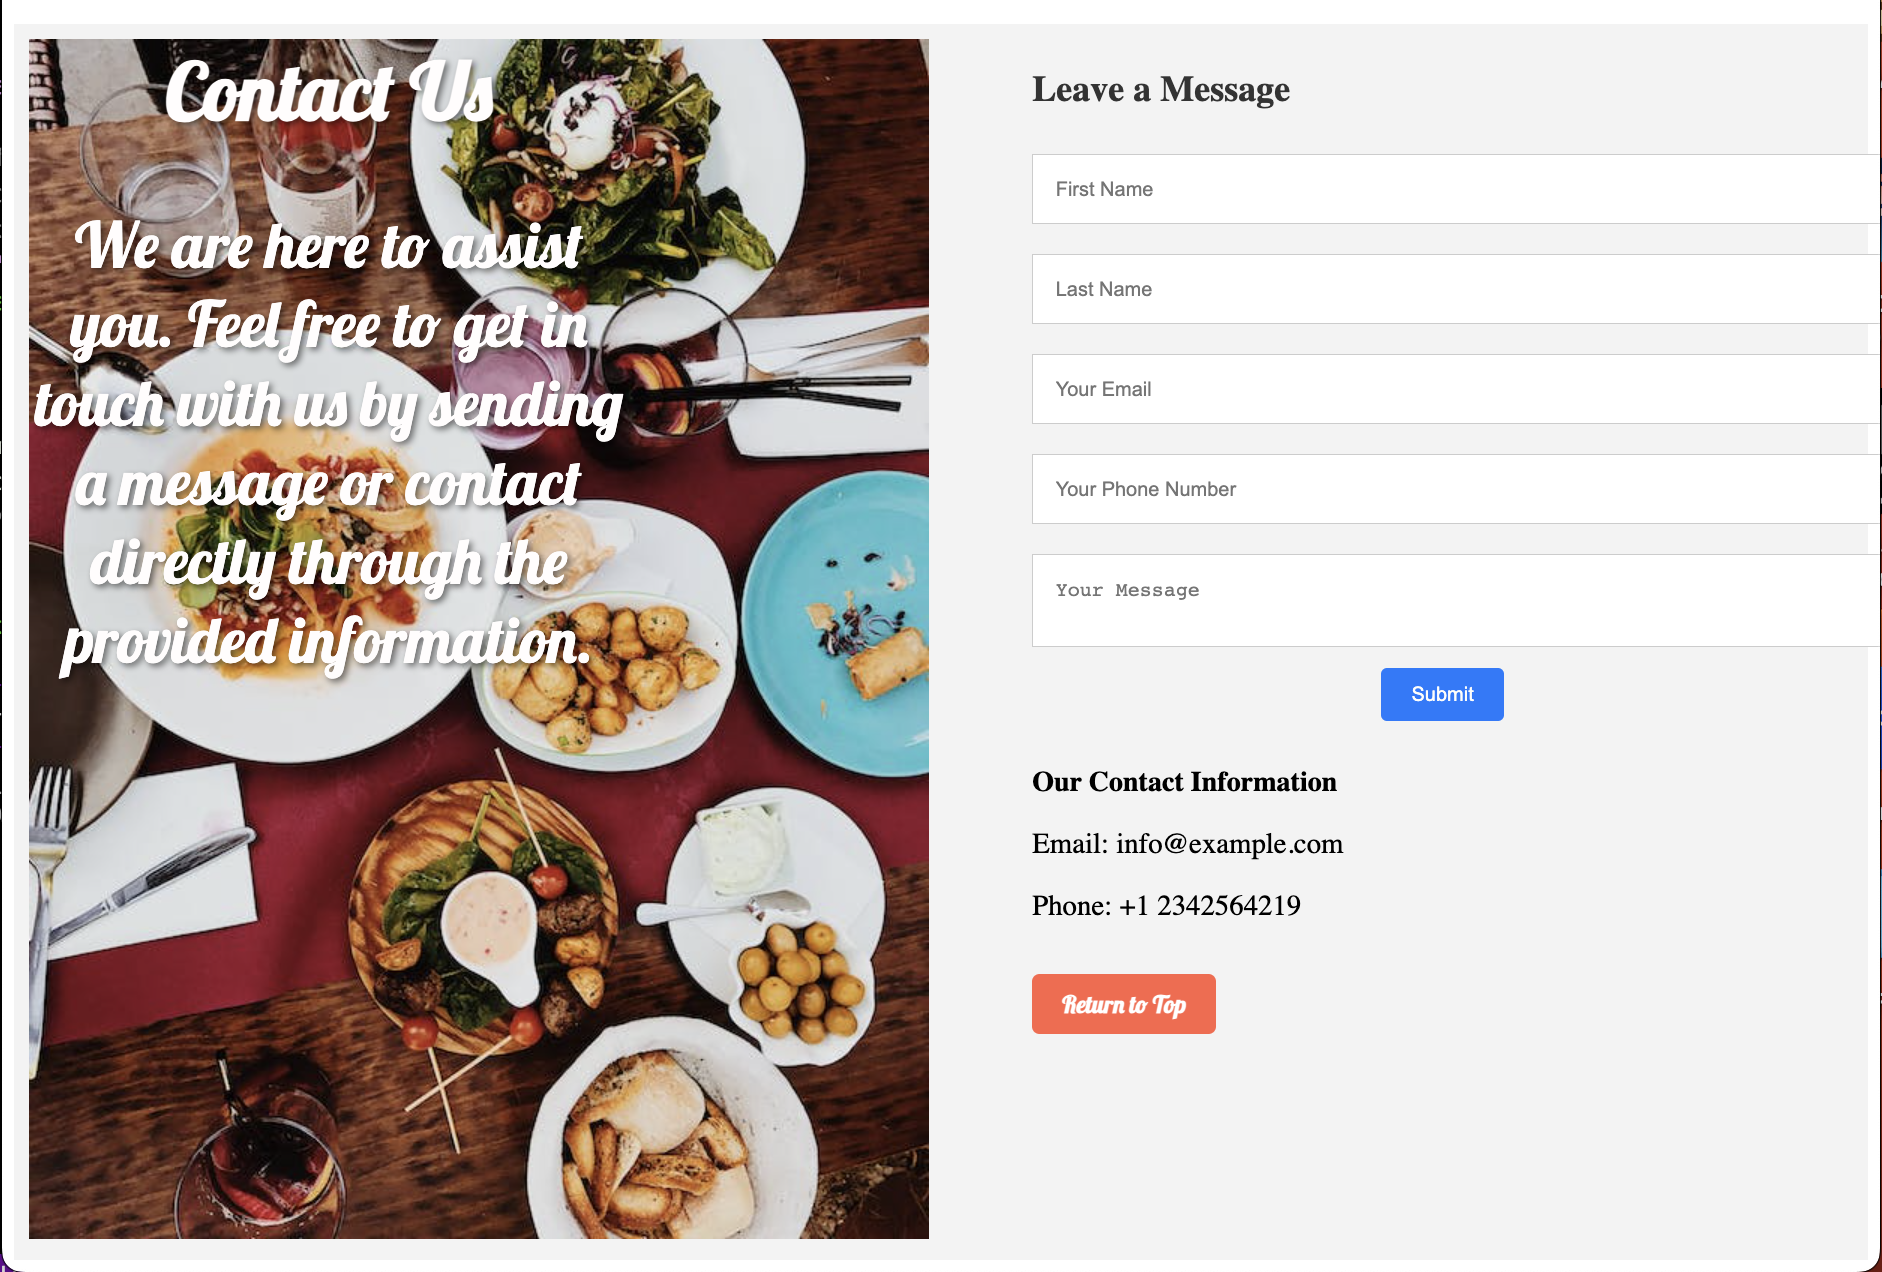 Contact Us
We are here to assist
you. Feel free to get in
touch with us by sending
a message or contact
directly through the
provided information.
Leave a Message
First Name
Last Name
Your Email
Your Phone Number
Your Message
Submit
Our Contact Information
Email: info@example.com
Phone: +1 2342564219
Return to Top